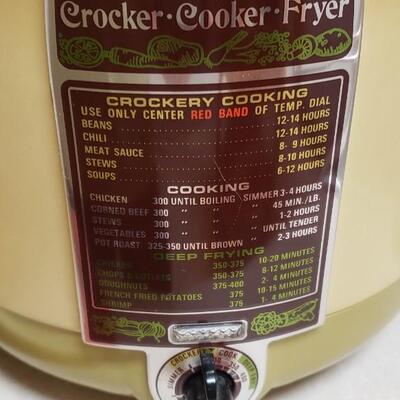 Crocker·Cooker·Fryer
CROCKERY COOKING
USE ONLY CENTER RED BAND OF TEMP. DIAL
BEANS 12-14 HOURS
CHILI 12-14 HOURS
MEAT SAUCE 8- 9 HOURS
STEWS 8-10 HOURS
SOUPS 6-12 HOURS
COOKING
CHICKEN 300 UNTIL BOILING SIMMER 3-4 HOURS
CORNED BEEF 300 " " " 45 MIN./LB.
STEWS 300 " " " 1-2 HOURS
VEGETABLES 300 " " " UNTIL TENDER
POT ROAST 325-350 UNTIL BROWN " 2-3 HOURS
DEEP FRYING
CHICKEN 350-375 10-20 MINUTES
CHOPS & CUTLETS 350-375 8-12 MINUTES
DOUGHNUTS 375-400 2- 4 MINUTES
FRENCH FRIED POTATOES 375 10-15 MINUTES
SHRIMP 375 1- 4 MINUTES
CROCKERY COOK
SIMMER